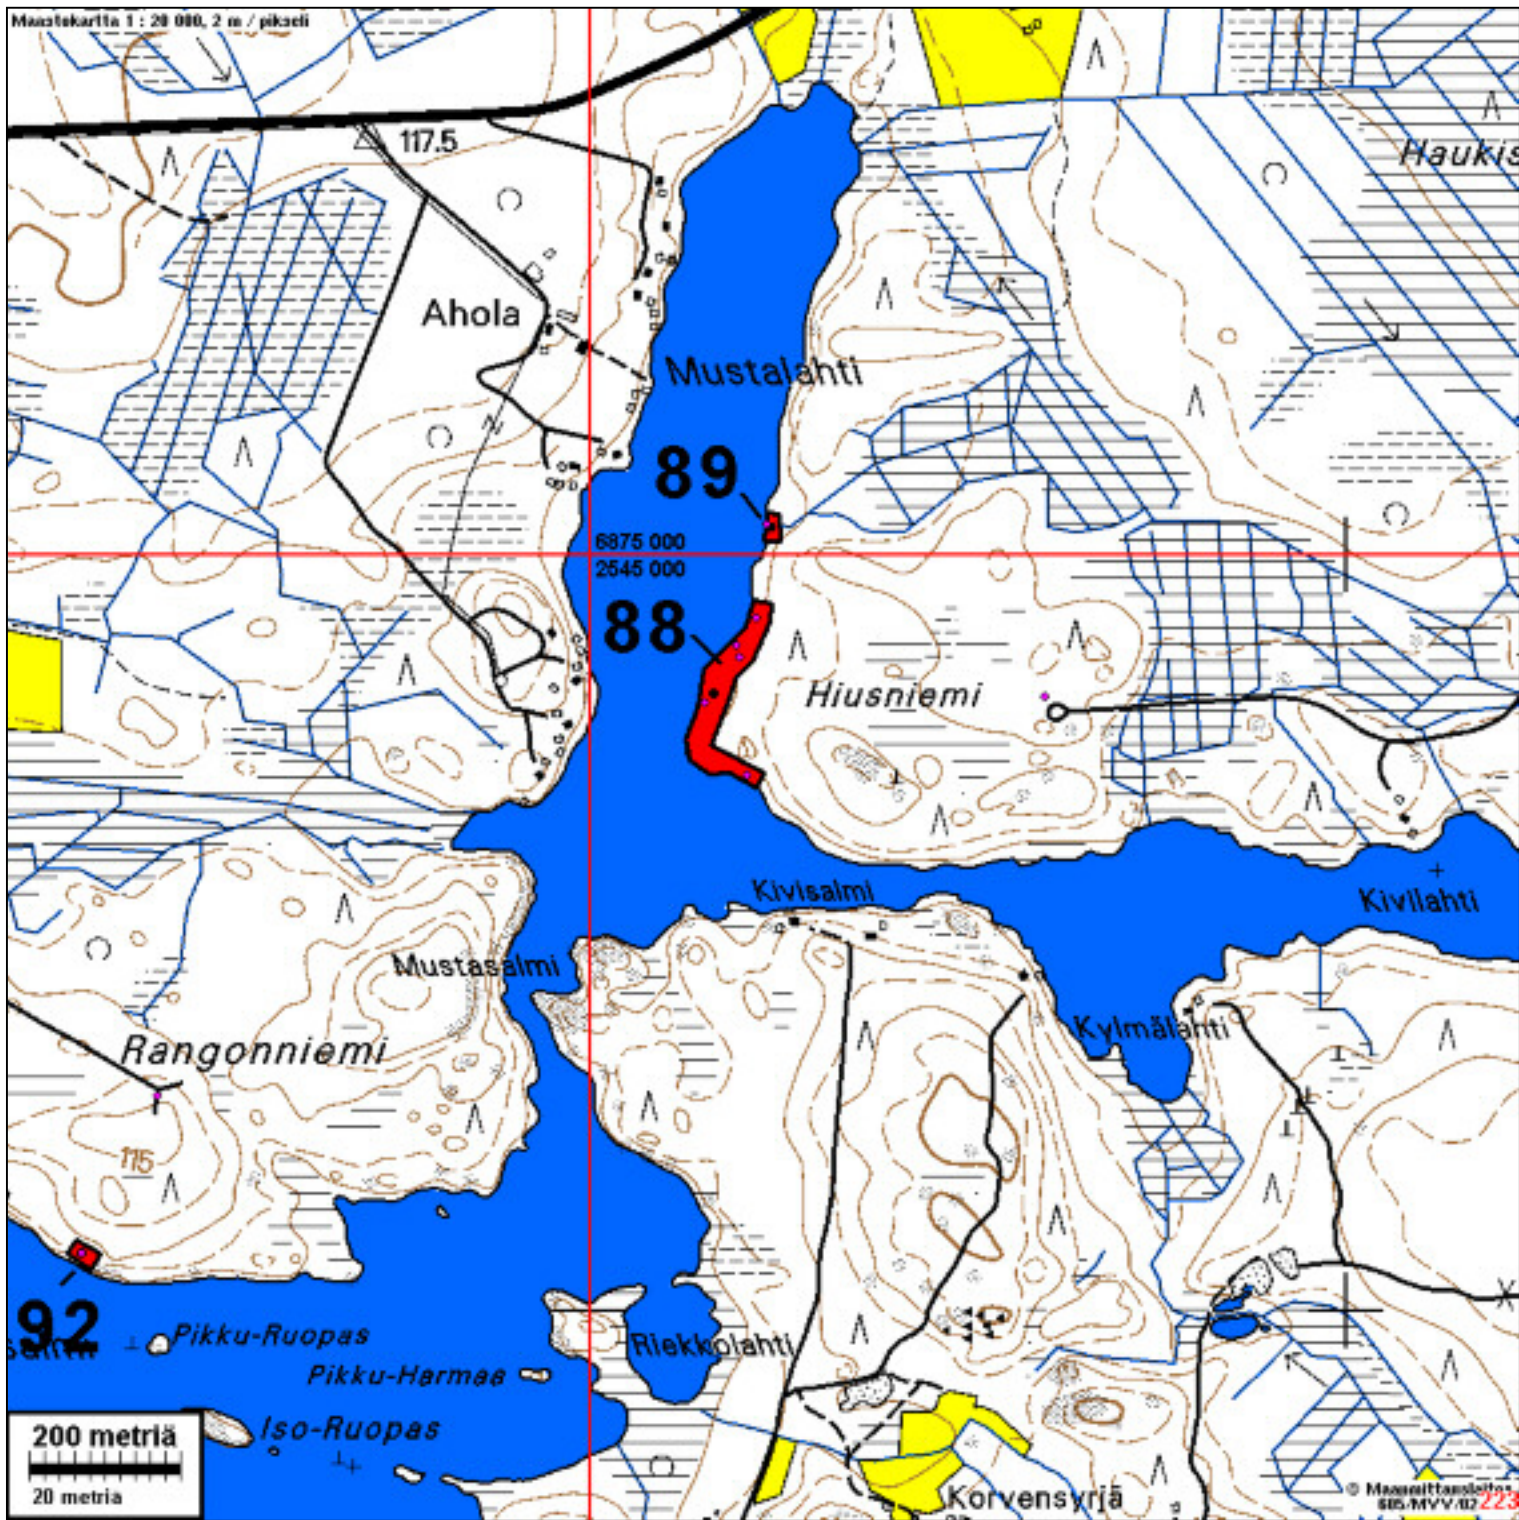 Maastokartta 1 : 20 000, 2 m / pikseli
117.5
Haukis
Ahola
Mustalahti
89
6875 000
2545 000
88
Hiusniemi
Kivisalmi
Kivilahti
Mustasalmi
Kylmälahti
Rangonniemi
115
92
Pikku-Ruopas
Riekkolahti
Pikku-Harmaa
Iso-Ruopas
200 metriä
20 metria
Korvensyrjä
© Maanmittauslaitos
223